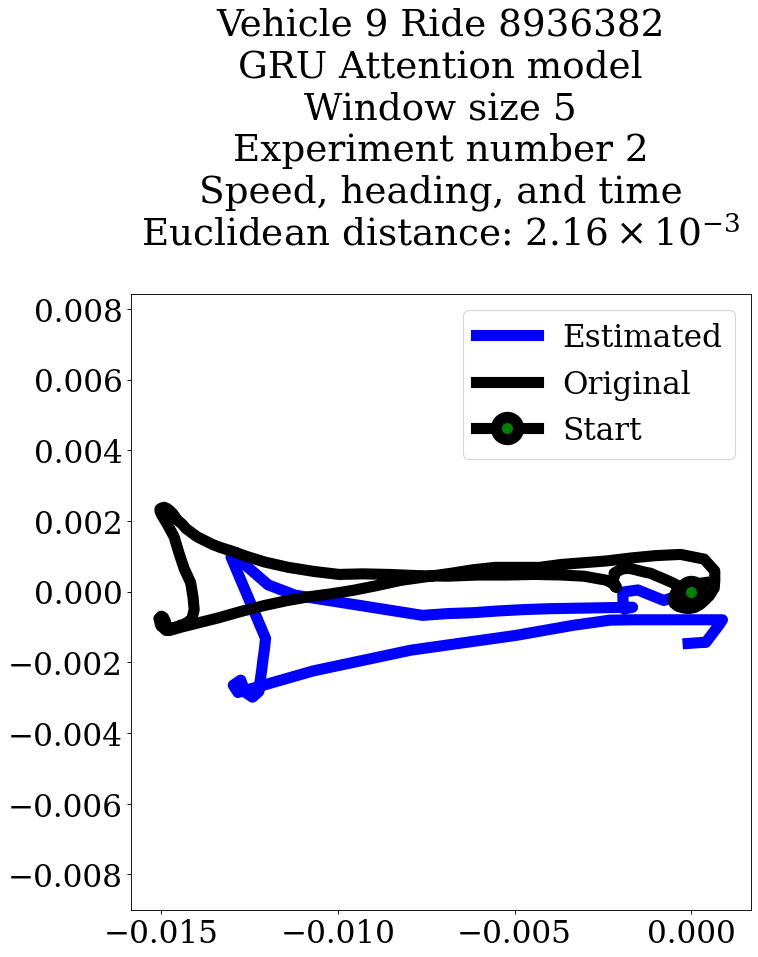 Vehicle 9 Ride 8936382
GRU Attention model
Window size 5
Experiment number 2
Speed, heading, and time
Euclidean distance: 2.16 × 10⁻³
Estimated
Original
Start
0.008
0.006
0.004
0.002
0.000
−0.002
−0.004
−0.006
−0.008
−0.015 −0.010 −0.005 0.000